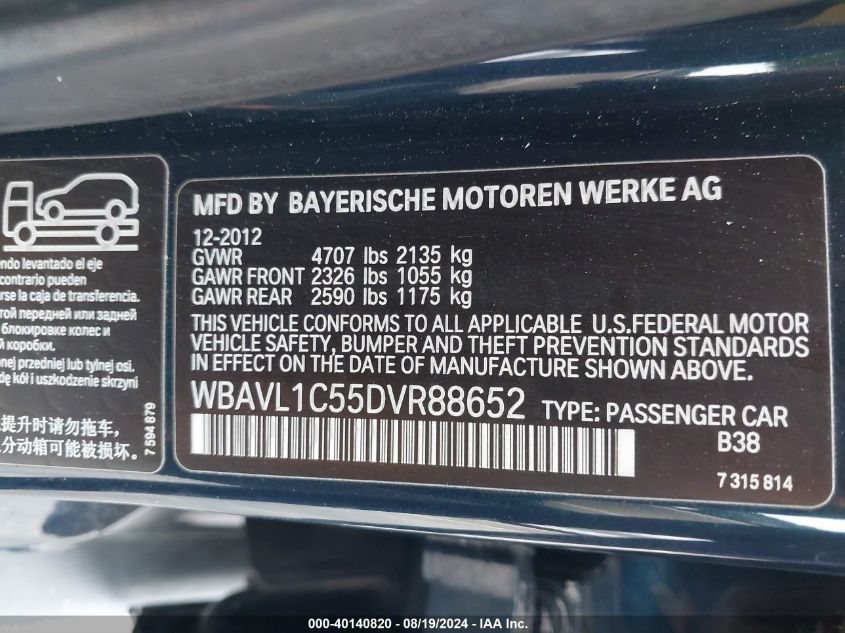 MFD BY BAYERISCHE MOTOREN WERKE AG
12-2012
GVWR 4707 lbs 2135 kg
GAWR FRONT 2326 lbs 1055 kg
GAWR REAR 2590 lbs 1175 kg
THIS VEHICLE CONFORMS TO ALL APPLICABLE U.S.FEDERAL MOTOR
VEHICLE SAFETY, BUMPER AND THEFT PREVENTION STANDARDS
IN EFFECT ON THE DATE OF MANUFACTURE SHOWN ABOVE.
WBAVL1C55DVR88652 TYPE: PASSENGER CAR
B38
7 315 814
levantado el eje
contrario pueden
la caja de transferencia.
передней или задней
блокировке колес и
коробки.
przedniej lub tylnej osi.
kół i uszkodzenie skrzyni
提升时请勿拖车,
分动箱可能被损坏。
7 594 879
000-40140820 - 08/19/2024 - IAA Inc.